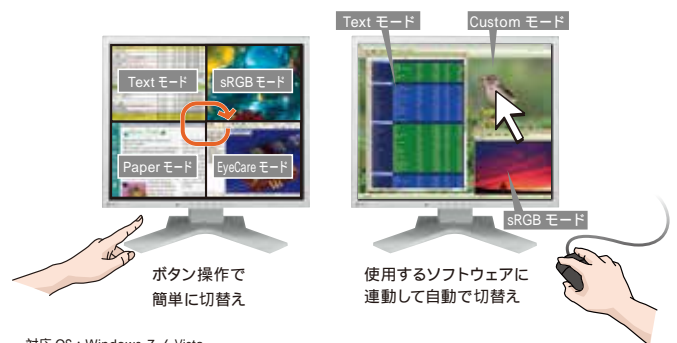 Text モード
Custom モード
Text モード
sRGB モード
Paper モード
EyeCare モード
sRGB モード
ボタン操作で
簡単に切替え
使用するソフトウェアに
連動して自動で切替え